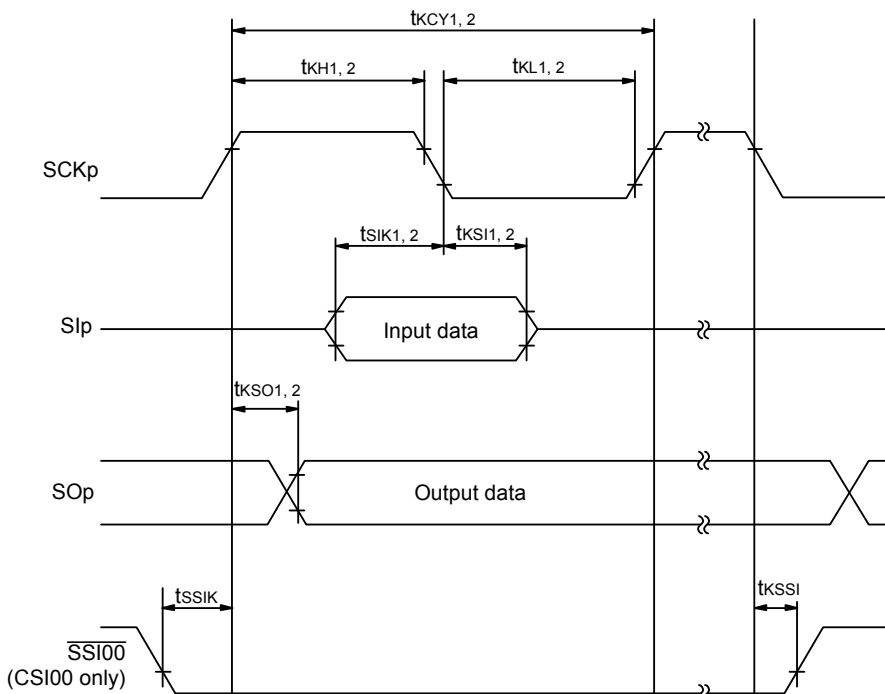 tKCY1, 2
tKH1, 2
tKL1, 2
SCKp
tSIK1, 2
tKSI1, 2
SIp
Input data
tKSO1, 2
SOp
Output data
tSSIK
tKSSI
SSI00
(CSI00 only)